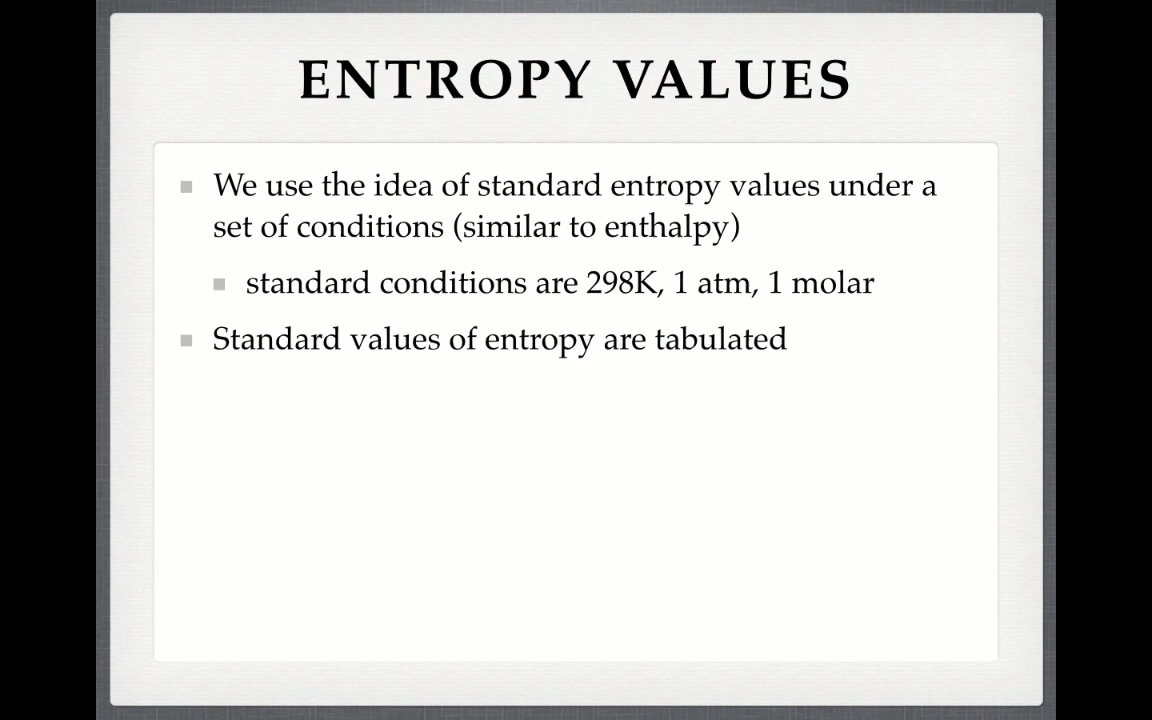 ENTROPY VALUES
We use the idea of standard entropy values under a
set of conditions (similar to enthalpy)
standard conditions are 298K, 1 atm, 1 molar
Standard values of entropy are tabulated